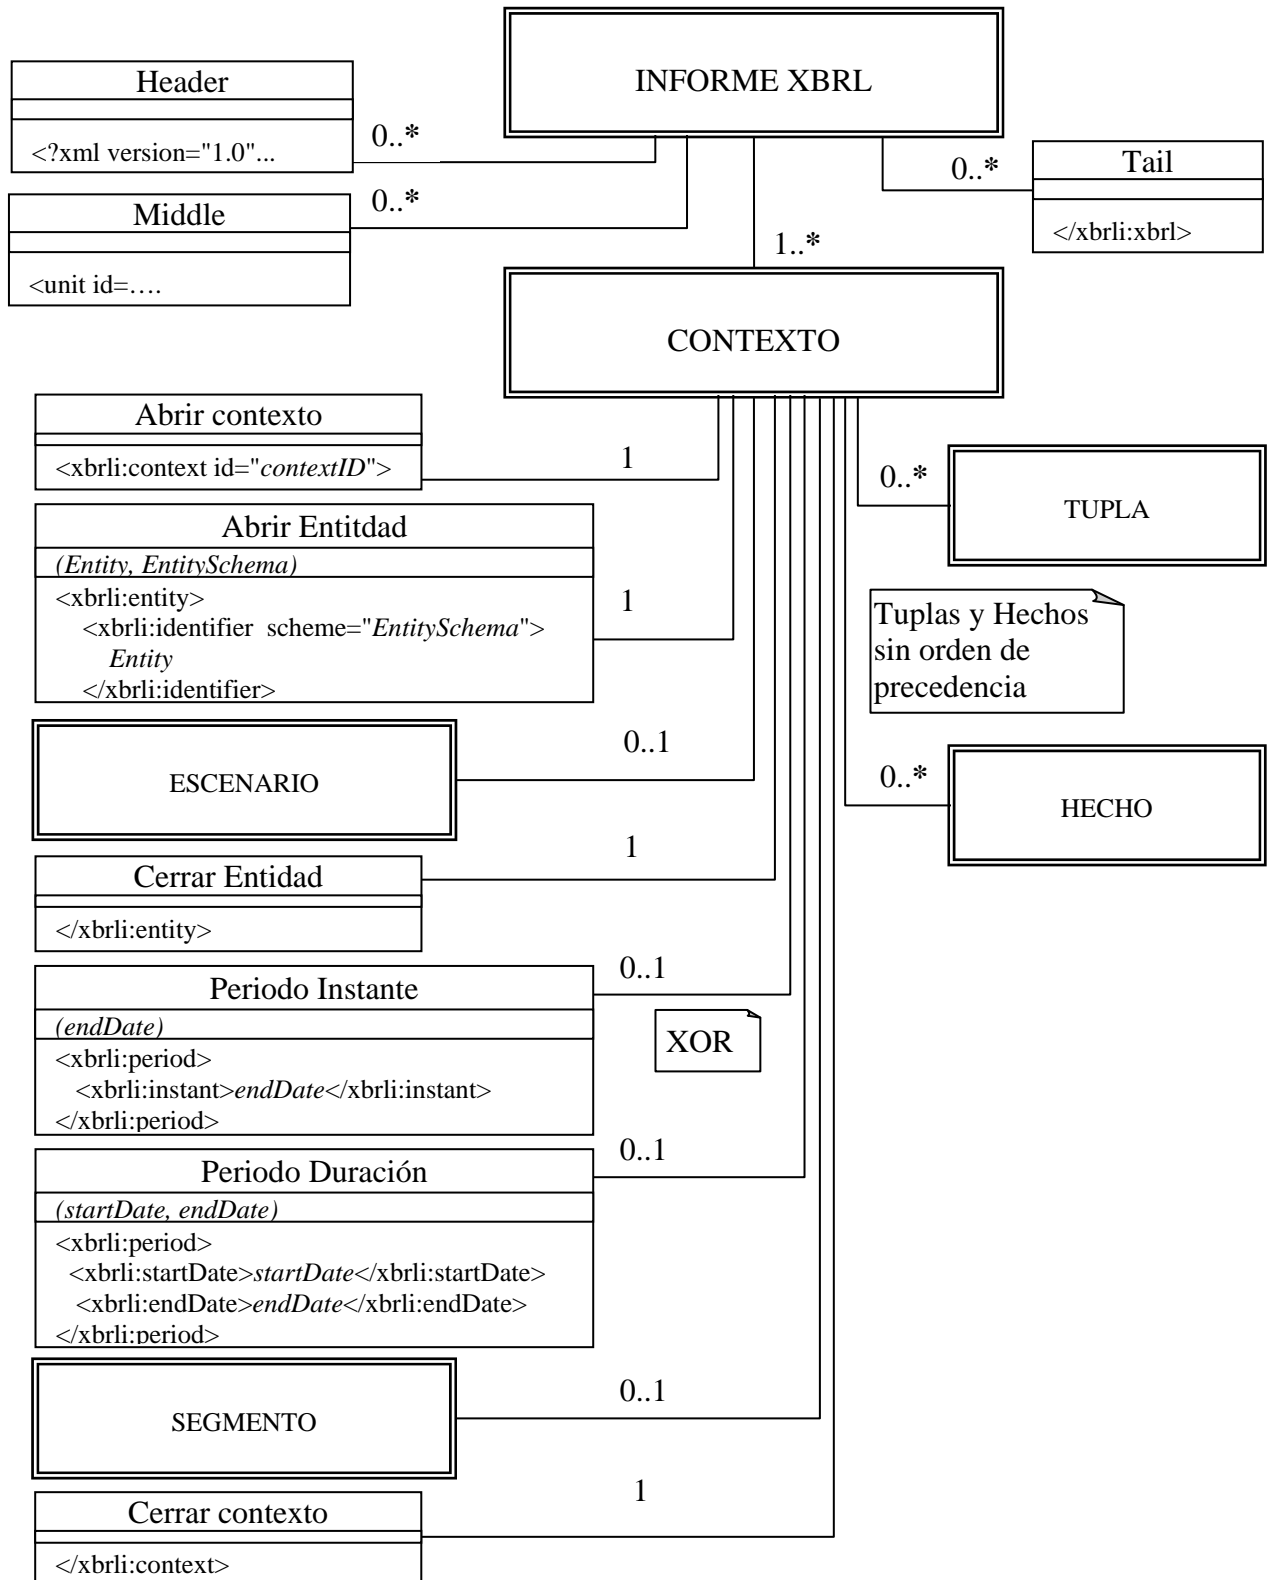 INFORME XBRL
Header
<?xml version="1.0"...
0..*
Middle
<unit id=….
0..*
Tail
</xbrli:xbrl>
0..*
1..*
CONTEXTO
Abrir contexto
<xbrli:context id="contextID">
1
Abrir Entitdad
(Entity, EntitySchema)
<xbrli:entity>
<xbrli:identifier scheme="EntitySchema">
Entity
</xbrli:identifier>
1
ESCENARIO
0..1
Cerrar Entidad
</xbrli:entity>
1
Periodo Instante
(endDate)
<xbrli:period>
<xbrli:instant>endDate</xbrli:instant>
</xbrli:period>
0..1
XOR
Periodo Duración
(startDate, endDate)
<xbrli:period>
<xbrli:startDate>startDate</xbrli:startDate>
<xbrli:endDate>endDate</xbrli:endDate>
</xbrli:period>
0..1
SEGMENTO
0..1
Cerrar contexto
</xbrli:context>
1
0..*
TUPLA
Tuplas y Hechos
sin orden de
precedencia
0..*
HECHO